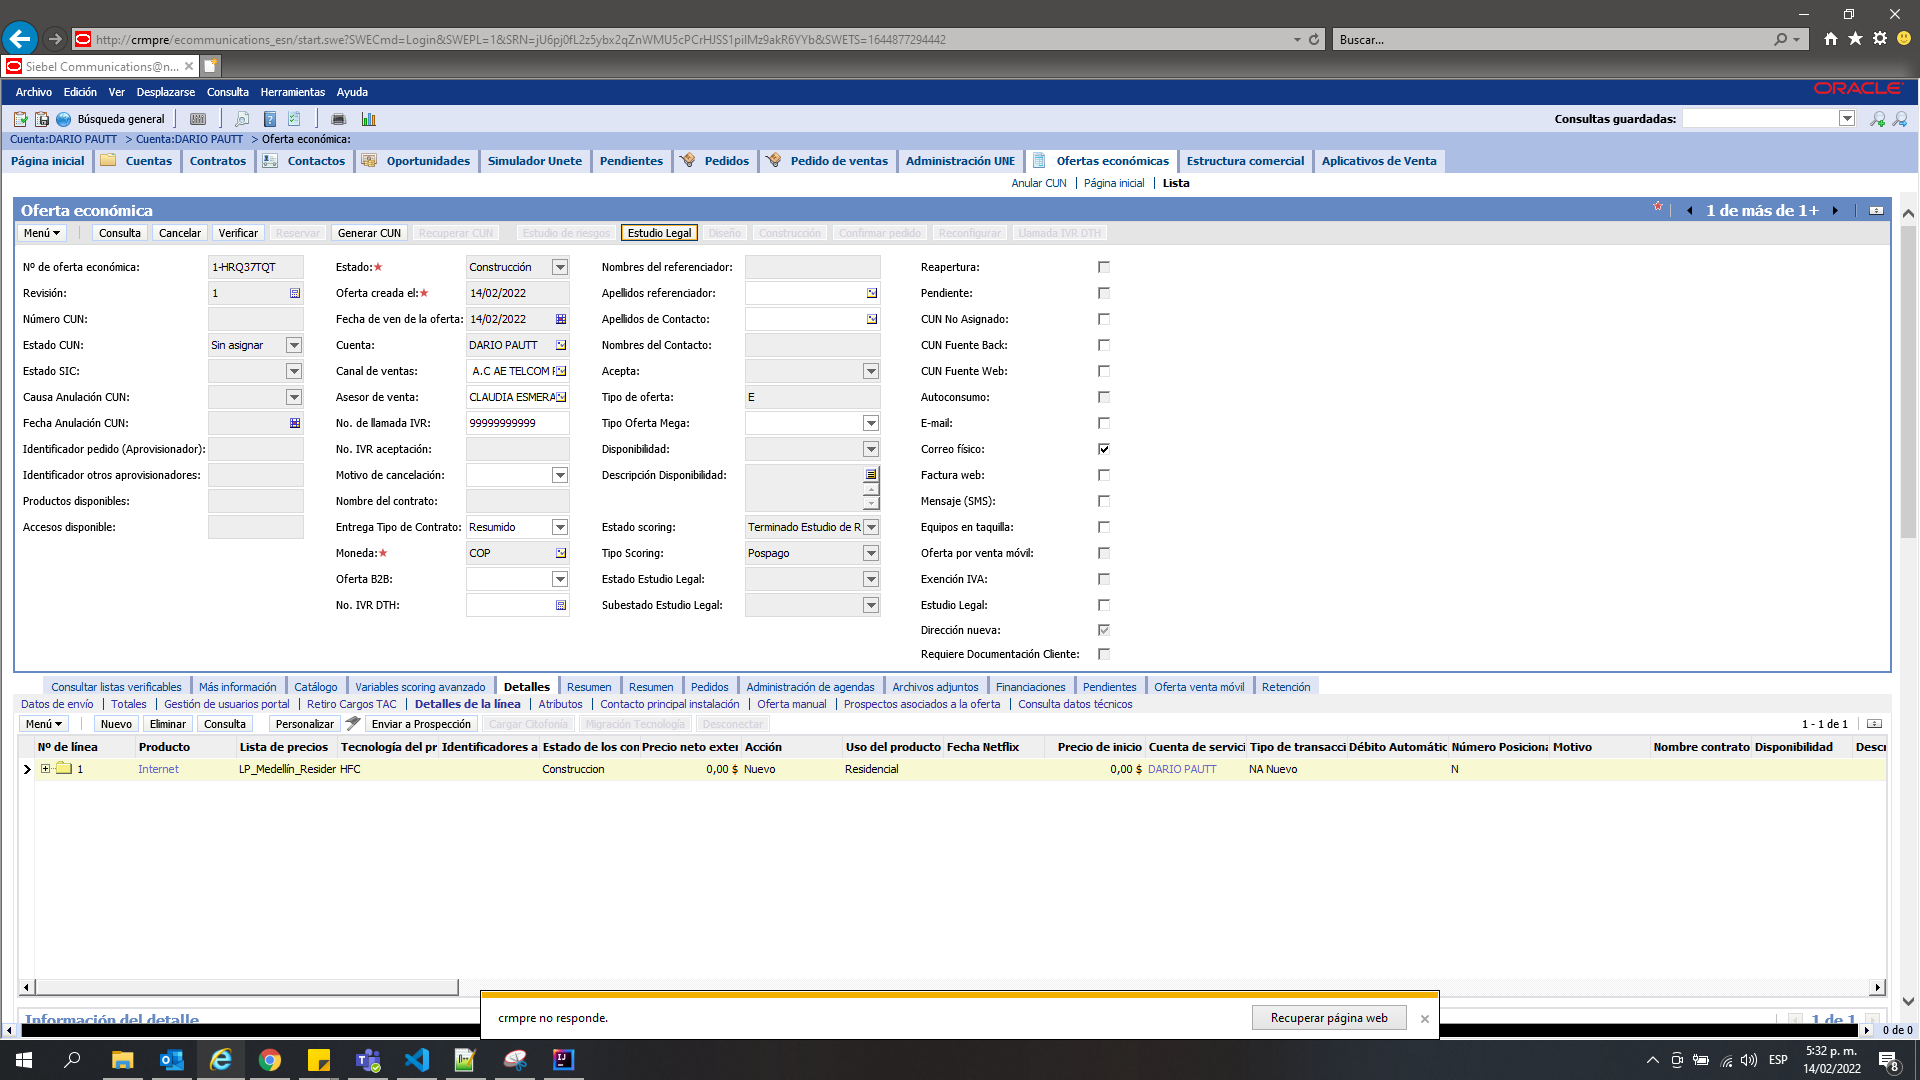 http://crmpre/ecommunications_esn/start.swe?SWECmd=Login&SWEPL=1&SRN=jU6pj0fL2z5ybx2qZnWMU5cPCrHJSS1piIMz9akR6YYb&SWETS=1644877294442
Buscar...
Siebel Communications@n...
Archivo Edición Ver Desplazarse Consulta Herramientas Ayuda
ORACLE
Búsqueda general
Consultas guardadas:
Cuenta:DARIO PAUTT > Cuenta:DARIO PAUTT > Oferta económica:
Página inicial Cuentas Contratos Contactos Oportunidades Simulador Unete Pendientes Pedidos Pedido de ventas Administración UNE Ofertas económicas Estructura comercial Aplicativos de Venta
Anular CUN | Página inicial | Lista
Oferta económica
1 de más de 1+
Menú Consulta Cancelar Verificar Reservar Generar CUN Recuperar CUN Estudio de riesgos Estudio Legal Diseño Construcción Confirmar pedido Reconfigurar Llamada IVR DTH
Nº de oferta económica: 1-HRQ37TQT Estado:★ Construcción Nombres del referenciador: Reapertura:
Revisión: 1 Oferta creada el:★ 14/02/2022 Apellidos referenciador: Pendiente:
Número CUN: Fecha de ven de la oferta: 14/02/2022 Apellidos de Contacto: CUN No Asignado:
Estado CUN: Sin asignar Cuenta: DARIO PAUTT Nombres del Contacto: CUN Fuente Back:
Estado SIC: Canal de ventas: A.C AE TELCOM Acepta: CUN Fuente Web:
Causa Anulación CUN: Asesor de venta: CLAUDIA ESMERA Tipo de oferta: E Autoconsumo:
Fecha Anulación CUN: No. de llamada IVR: 99999999999 Tipo Oferta Mega: E-mail:
Identificador pedido (Aprovisionador): No. IVR aceptación: Disponibilidad: Correo físico:
Identificador otros aprovisionadores: Motivo de cancelación: Descripción Disponibilidad: Factura web:
Productos disponibles: Nombre del contrato: Mensaje (SMS):
Accesos disponible: Entrega Tipo de Contrato: Resumido Estado scoring: Terminado Estudio de R Equipos en taquilla:
Moneda:★ COP Tipo Scoring: Pospago Oferta por venta móvil:
Oferta B2B: Estado Estudio Legal: Exención IVA:
No. IVR DTH: Subestado Estudio Legal: Estudio Legal:
Dirección nueva:
Requiere Documentación Cliente:
Consultar listas verificables Más información Catálogo Variables scoring avanzado Detalles Resumen Resumen Pedidos Administración de agendas Archivos adjuntos Financiaciones Pendientes Oferta venta móvil Retención
Datos de envío | Totales | Gestión de usuarios portal | Retiro Cargos TAC | Detalles de la línea | Atributos | Contacto principal instalación | Oferta manual | Prospectos asociados a la oferta | Consulta datos técnicos
Menú Nuevo Eliminar Consulta Personalizar Enviar a Prospección Cargar Citofonía Migración Tecnología Desconectar
1 - 1 de 1
Nº de línea Producto Lista de precios Tecnología del pr Identificadores a Estado de los con Precio neto exter Acción Uso del producto Fecha Netflix Precio de inicio Cuenta de servici Tipo de transacci Débito Automátic Número Posiciona Motivo Nombre contrato Disponibilidad Descr
1 Internet LP_Medellín_Resider HFC Construccion 0,00 $ Nuevo Residencial 0,00 $ DARIO PAUTT NA Nuevo N
Información del detalle
1 de 1
crmpre no responde.
Recuperar página web
0 de 0
ESP
5:32 p. m.
14/02/2022
8